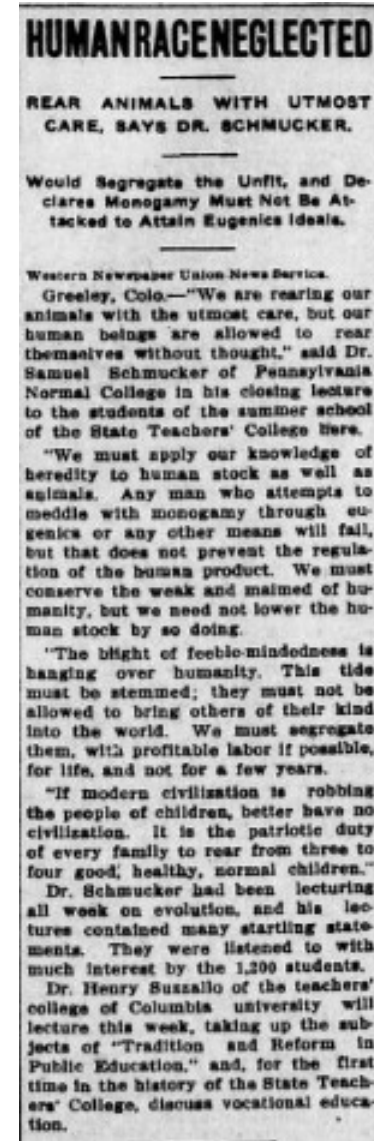 HUMAN RACE NEGLECTED
REAR ANIMALS WITH UTMOST
CARE, SAYS DR. SCHMUCKER.
Would Segregate the Unfit, and De-
clares Monogamy Must Not Be At-
tacked to Attain Eugenics Ideals.
Western Newspaper Union News Service.
Greeley, Colo.—"We are rearing our
animals with the utmost care, but our
human beings are allowed to rear
themselves without thought," said Dr.
Samuel Schmucker of Pennsylvania
Normal College in his closing lecture
to the students of the summer school
of the State Teachers' College here.
"We must apply our knowledge of
heredity to human stock as well as
animals. Any man who attempts to
meddle with monogamy through eu-
genics or any other means will fail,
but that does not prevent the regula-
tion of the human product. We must
conserve the weak and maimed of hu-
manity, but we need not lower the hu-
man stock by so doing.
"The blight of feeble-mindedness is
hanging over humanity. This tide
must be stemmed; they must not be
allowed to bring others of their kind
into the world. We must segregate
them, with profitable labor if possible,
for life, and not for a few years.
"If modern civilization is robbing
the people of children, better have no
civilization. It is the patriotic duty
of every family to rear from three to
four good, healthy, normal children."
Dr. Schmucker had been lecturing
all week on evolution, and his lec-
tures contained many startling state-
ments. They were listened to with
much interest by the 1,200 students.
Dr. Henry Suzzallo of the teachers'
college of Columbia university will
lecture this week, taking up the sub-
jects of "Tradition and Reform in
Public Education," and, for the first
time in the history of the State Teach-
ers' College, discuss vocational educa-
tion.